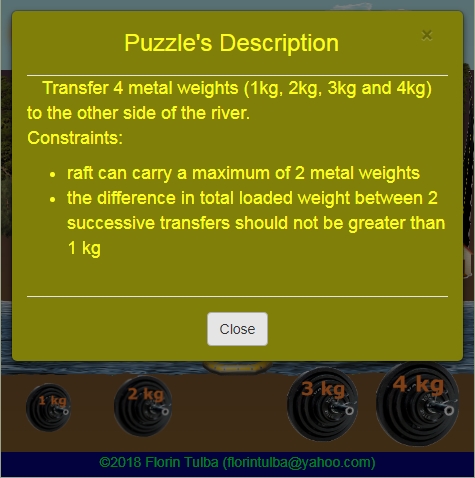 Puzzle's Description
×
Transfer 4 metal weights (1kg, 2kg, 3kg and 4kg)
to the other side of the river.
Constraints:
• raft can carry a maximum of 2 metal weights
• the difference in total loaded weight between 2
successive transfers should not be greater than
1 kg
Close
1 kg
2 kg
3 kg
4 kg
©2018 Florin Tulba (florintulba@yahoo.com)